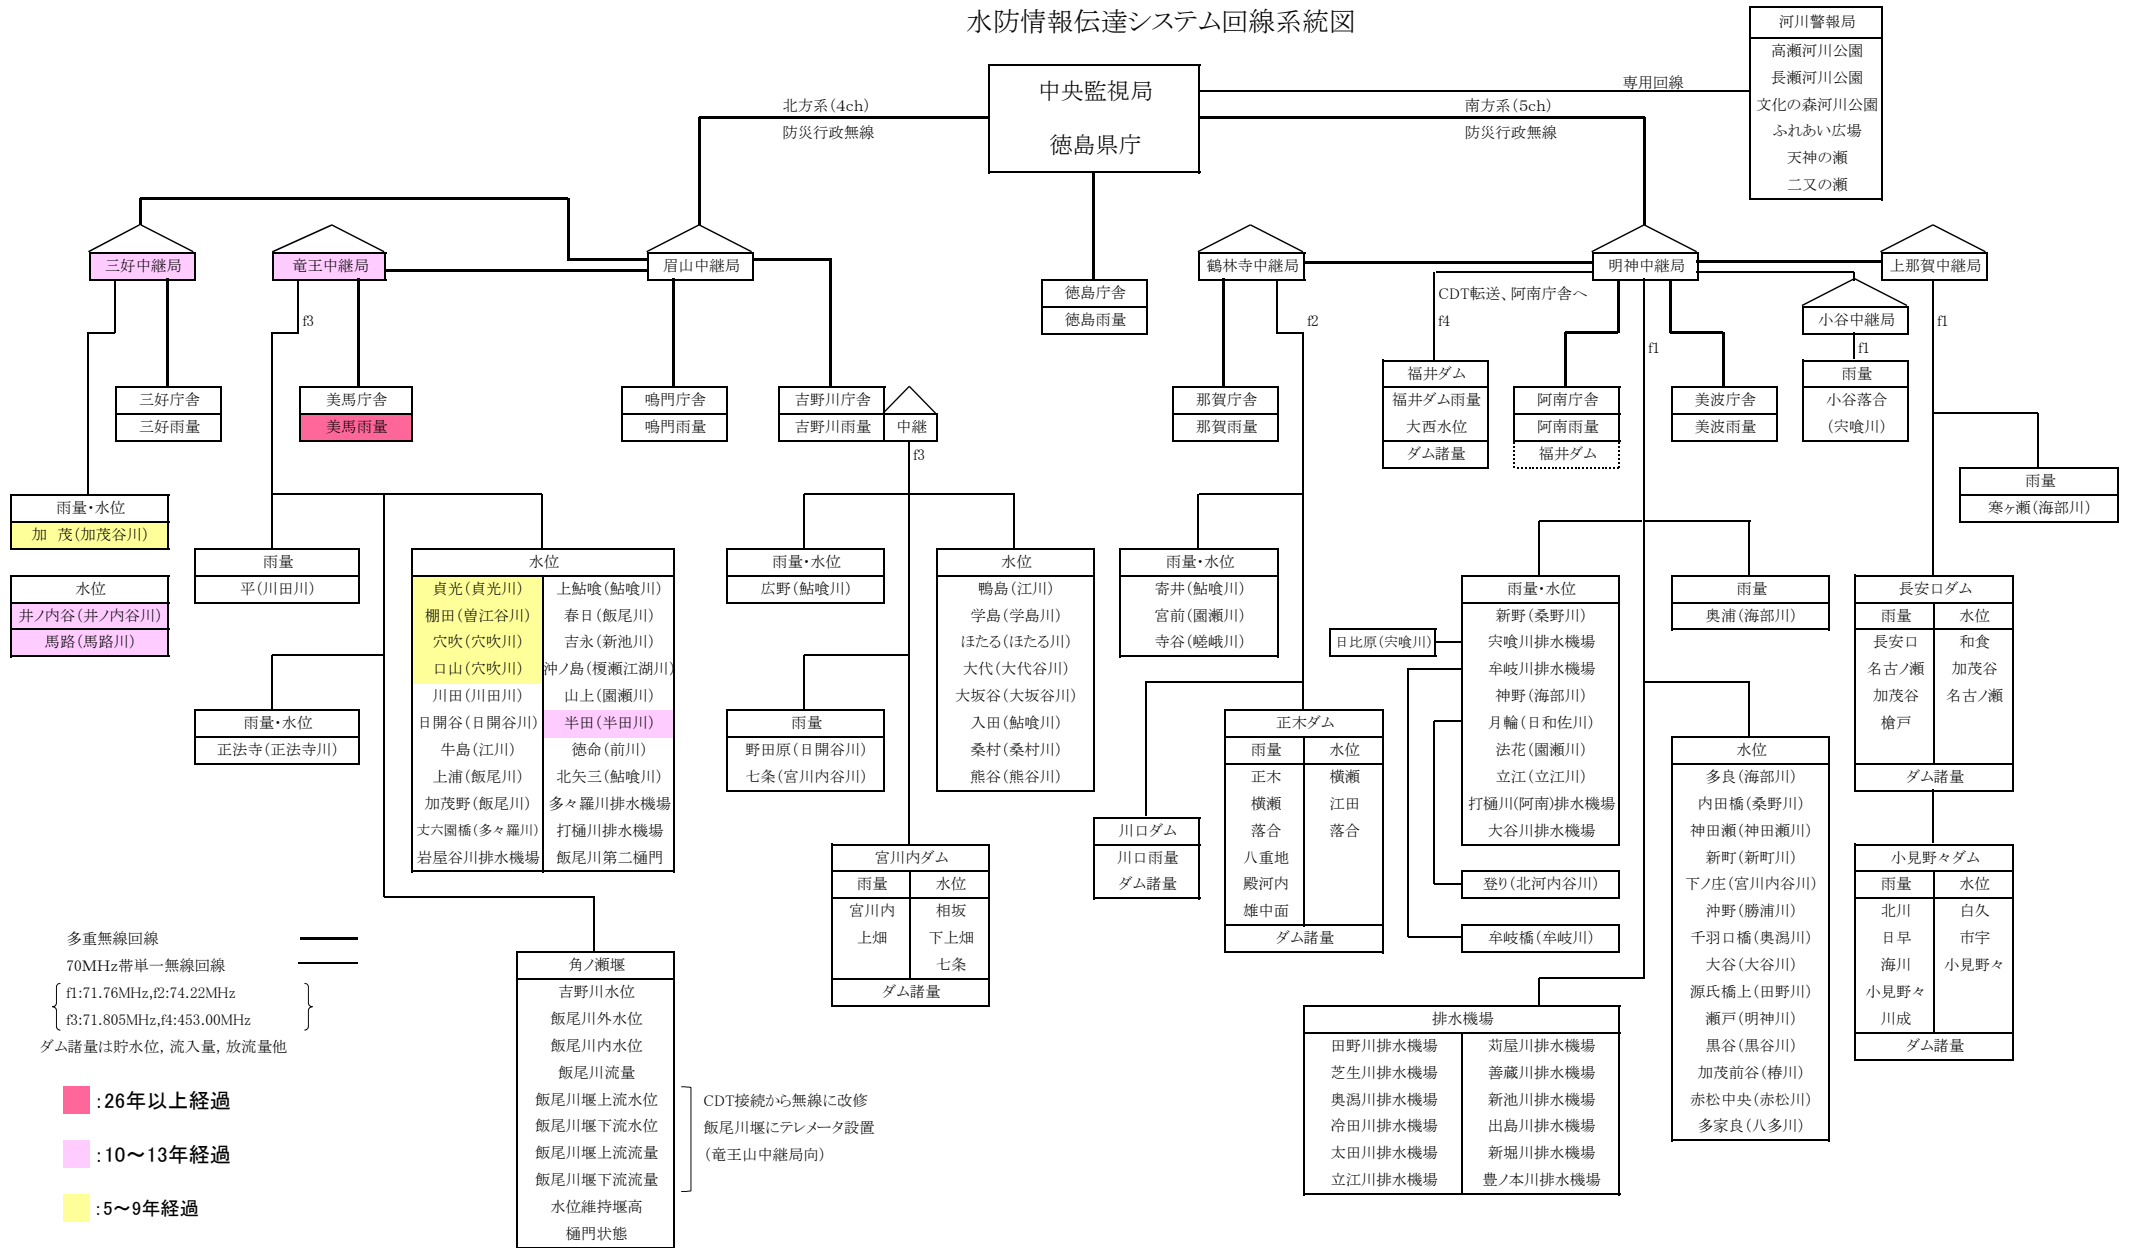 水防情報伝達システム回線系統図
河川警報局
高瀬河川公園
長瀬河川公園
文化の森河川公園
ふれあい広場
天神の瀬
二又の瀬
専用回線
中央監視局
徳島県庁
北方系（4ch）
防災行政無線
南方系（5ch）
防災行政無線
三好中継局
竜王中継局
眉山中継局
鶴林寺中継局
明神中継局
上那賀中継局
徳島庁舎
徳島雨量
CDT転送、阿南庁舎へ
f3
f2
f4
f1
小谷中継局
f1
f1
三好庁舎
三好雨量
美馬庁舎
美馬雨量
鳴門庁舎
鳴門雨量
吉野川庁舎
吉野川雨量
中継
f3
那賀庁舎
那賀雨量
福井ダム
福井ダム雨量
大西水位
ダム諸量
阿南庁舎
阿南雨量
福井ダム
美波庁舎
美波雨量
雨量
小谷落合
（宍喰川）
雨量
寒ヶ瀬（海部川）
雨量・水位
加　茂（加茂谷川）
水位
井ノ内谷（井ノ内谷川）
馬路（馬路川）
雨量
平（川田川）
雨量・水位
正法寺（正法寺川）
水位
貞光（貞光川）
上鮎喰（鮎喰川）
棚田（曽江谷川）
春日（飯尾川）
穴吹（穴吹川）
吉永（新池川）
口山（穴吹川）
沖ノ島（榎瀬江湖川）
川田（川田川）
山上（園瀬川）
日開谷（日開谷川）
半田（半田川）
牛島（江川）
徳命（前川）
上浦（飯尾川）
北矢三（鮎喰川）
加茂野（飯尾川）
多々羅川排水機場
丈六園橋（多々羅川）
打樋川排水機場
岩屋谷川排水機場
飯尾川第二樋門
雨量・水位
広野（鮎喰川）
雨量
野田原（日開谷川）
七条（宮川内谷川）
水位
鴨島（江川）
学島（学島川）
ほたる（ほたる川）
大代（大代谷川）
大坂谷（大坂谷川）
入田（鮎喰川）
桑村（桑村川）
熊谷（熊谷川）
宮川内ダム
雨量
水位
宮川内
相坂
上畑
下上畑
七条
ダム諸量
角ノ瀬堰
吉野川水位
飯尾川外水位
飯尾川内水位
飯尾川流量
飯尾川堰上流水位
飯尾川堰下流水位
飯尾川堰上流流量
飯尾川堰下流流量
水位維持堰高
樋門状態
CDT接続から無線に改修
飯尾川堰にテレメータ設置
（竜王山中継局向）
雨量・水位
寄井（鮎喰川）
宮前（園瀬川）
寺谷（嵯峨川）
川口ダム
川口雨量
ダム諸量
正木ダム
雨量
水位
正木
横瀬
横瀬
江田
落合
落合
八重地
殿河内
雄中面
ダム諸量
日比原（宍喰川）
雨量・水位
新野（桑野川）
宍喰川排水機場
牟岐川排水機場
神野（海部川）
月輪（日和佐川）
法花（園瀬川）
立江（立江川）
打樋川（阿南）排水機場
大谷川排水機場
登り（北河内谷川）
牟岐橋（牟岐川）
排水機場
田野川排水機場
苅屋川排水機場
芝生川排水機場
善蔵川排水機場
奥潟川排水機場
新池川排水機場
冷田川排水機場
出島川排水機場
太田川排水機場
新堀川排水機場
立江川排水機場
豊ノ本川排水機場
雨量
奥浦（海部川）
水位
多良（海部川）
内田橋（桑野川）
神田瀬（神田瀬川）
新町（新町川）
下ノ庄（宮川内谷川）
沖野（勝浦川）
千羽口橋（奥潟川）
大谷（大谷川）
源氏橋上（田野川）
瀬戸（明神川）
黒谷（黒谷川）
加茂前谷（椿川）
赤松中央（赤松川）
多家良（八多川）
長安口ダム
雨量
水位
長安口
和食
名古ノ瀬
加茂谷
加茂谷
名古ノ瀬
槍戸
ダム諸量
小見野々ダム
雨量
水位
北川
白久
日早
市宇
海川
小見野々
小見野々
川成
ダム諸量
多重無線回線
70MHz帯単一無線回線
f1:71.76MHz,f2:74.22MHz
f3:71.805MHz,f4:453.00MHz
ダム諸量は貯水位，流入量，放流量他
：26年以上経過
：10～13年経過
：5～9年経過